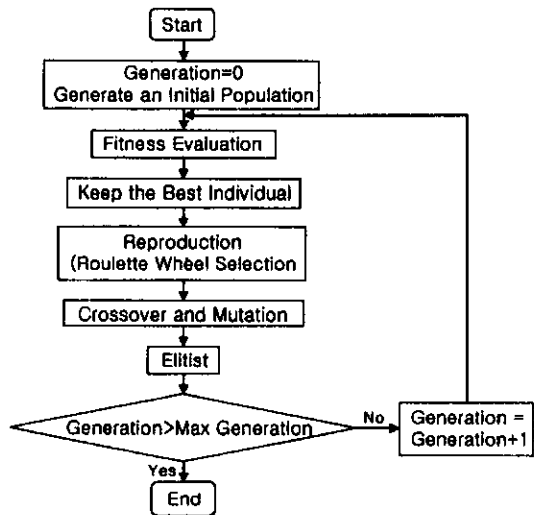 Start
Generation=0
Generate an Initial Population
Fitness Evaluation
Keep the Best Individual
Reproduction
(Roulette Wheel Selection
Crossover and Mutation
Elitist
Generation>Max Generation
No
Generation =
Generation+1
Yes
End